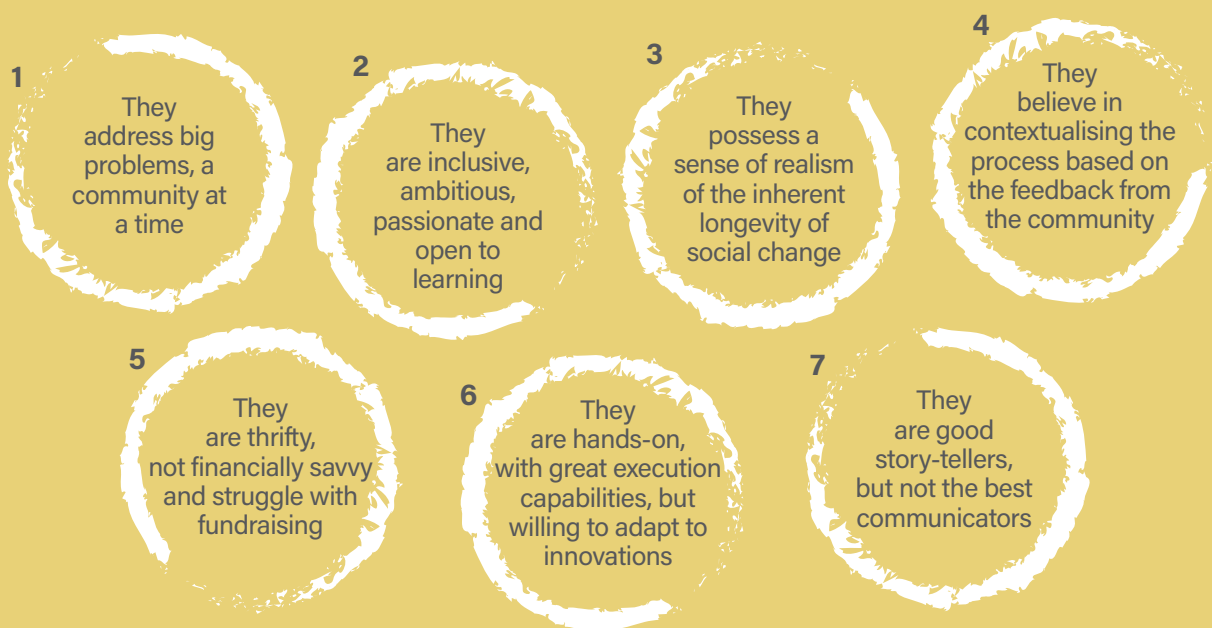 1
They
address big
problems, a
community at
a time
2
They
are inclusive,
ambitious,
passionate and
open to
learning
3
They
possess a
sense of realism
of the inherent
longevity of
social change
4
They
believe in
contextualising the
process based on
the feedback from
the community
5
They
are thrifty,
not financially savvy
and struggle with
fundraising
6
They
are hands-on,
with great execution
capabilities, but
willing to adapt to
innovations
7
They
are good
story-tellers,
but not the best
communicators